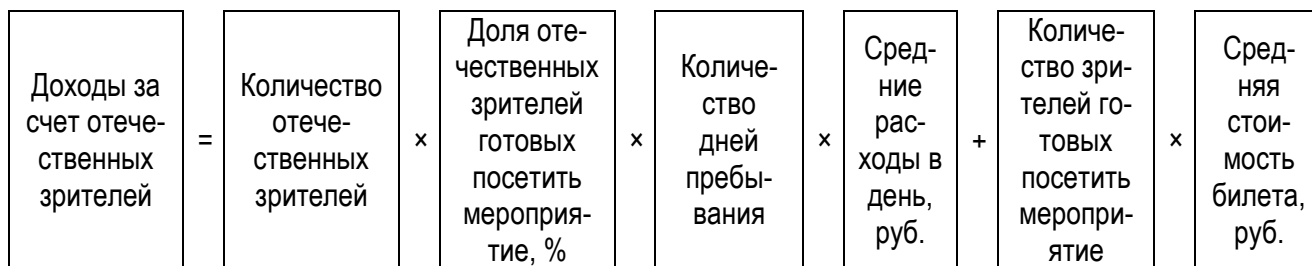 Доходы за
счет отече-
ственных
зрителей
=
Количество
отече-
ственных
зрителей
×
Доля оте-
чественных
зрителей
готовых
посетить
мероприя-
тие, %
×
Количе-
ство
дней
пребы-
вания
×
Сред-
ние
рас-
ходы в
день,
руб.
+
Количе-
ство зри-
телей го-
товых
посетить
меропри-
ятие
×
Сред-
няя
стои-
мость
билета,
руб.